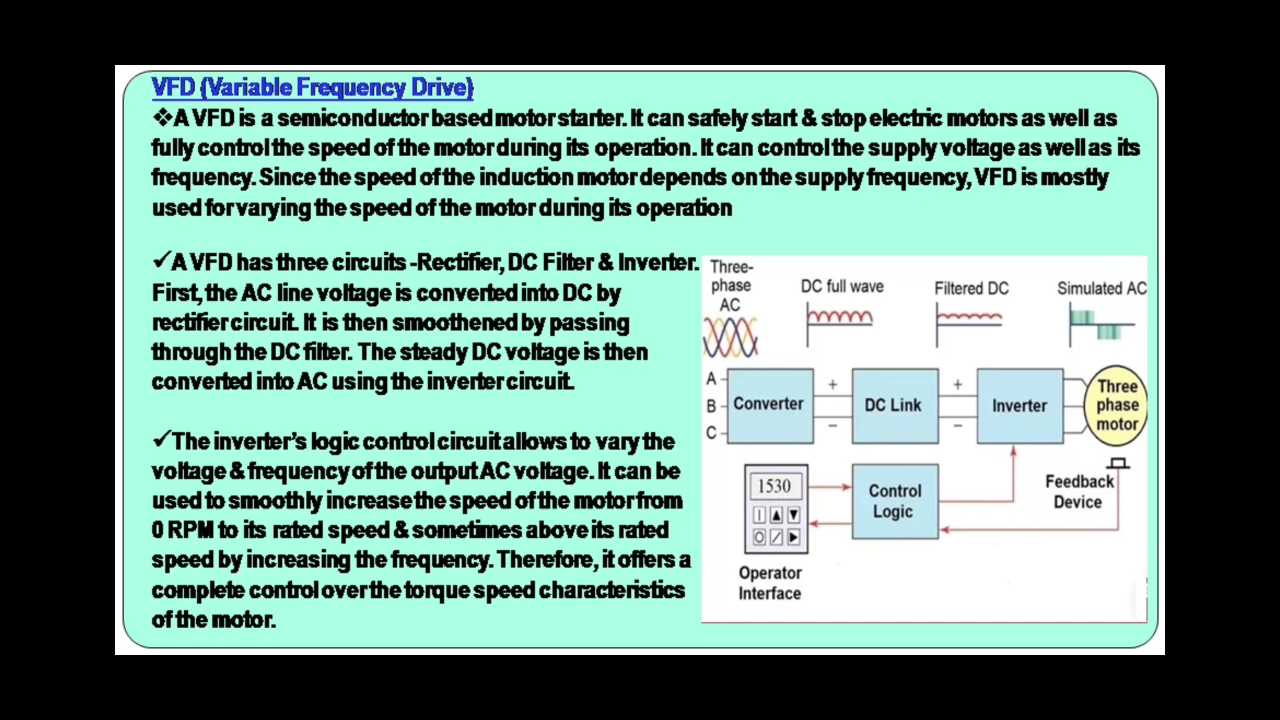 VFD (Variable Frequency Drive)
❖A VFD is a semiconductor based motor starter. It can safely start & stop electric motors as well as
fully control the speed of the motor during its operation. It can control the supply voltage as well as its
frequency. Since the speed of the induction motor depends on the supply frequency, VFD is mostly
used for varying the speed of the motor during its operation
✓A VFD has three circuits -Rectifier, DC Filter & Inverter.
First, the AC line voltage is converted into DC by
rectifier circuit. It is then smoothened by passing
through the DC filter. The steady DC voltage is then
converted into AC using the inverter circuit.
✓The inverter's logic control circuit allows to vary the
voltage & frequency of the output AC voltage. It can be
used to smoothly increase the speed of the motor from
0 RPM to its rated speed & sometimes above its rated
speed by increasing the frequency. Therefore, it offers a
complete control over the torque speed characteristics
of the motor.
Three-
phase
AC
DC full wave
Filtered DC
Simulated AC
A
B
C
Converter
+
−
DC Link
+
−
Inverter
Three
phase
motor
1530
Control
Logic
Feedback
Device
Operator
Interface